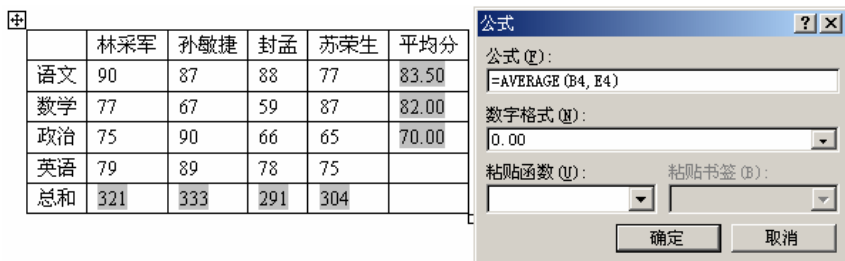 林采军 孙敏捷 封孟 苏荣生 平均分
语文 90 87 88 77 83.50
数学 77 67 59 87 82.00
政治 75 90 66 65 70.00
英语 79 89 78 75
总和 321 333 291 304
公式
公式(F):
=AVERAGE(B4,E4)
数字格式(N):
0.00
粘贴函数(U): 粘贴书签(B):
确定 取消